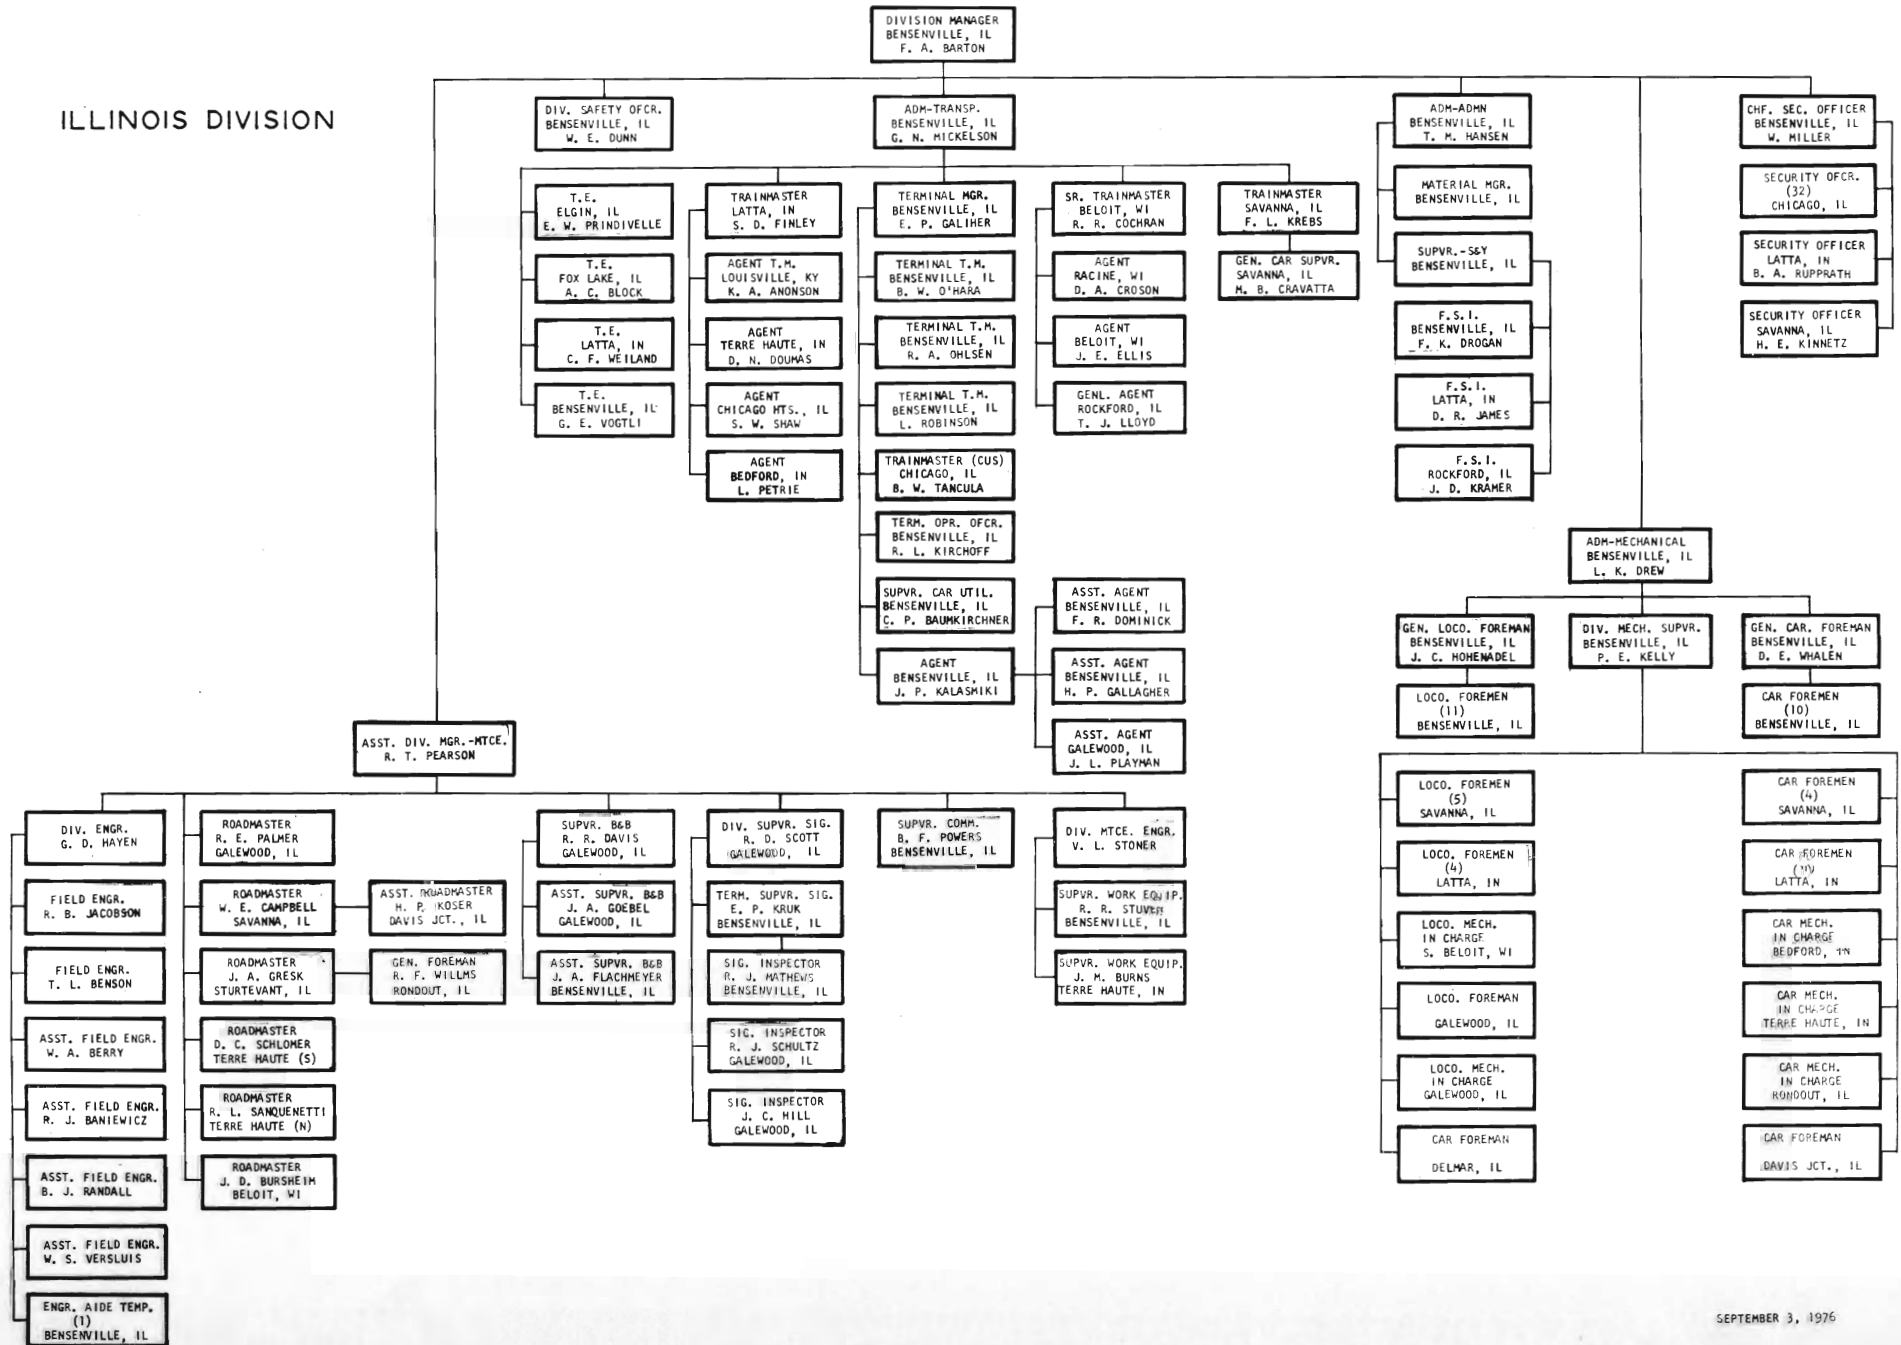 DIVISION MANAGER
BENSENVILLE, IL
F. A. BARTON
ILLINOIS DIVISION
DIV. SAFETY OFCR.
BENSENVILLE, IL
W. E. DUNN
ADM-TRANSP.
BENSENVILLE, IL
G. N. MICKELSON
ADM-ADMN
BENSENVILLE, IL
T. M. HANSEN
CHF. SEC. OFFICER
BENSENVILLE, IL
W. MILLER
T.E.
ELGIN, IL
E. W. PRINDIVELLE
T.E.
FOX LAKE, IL
A. C. BLOCK
T.E.
LATTA, IN
C. F. WEILAND
T.E.
BENSENVILLE, IL
G. E. VOGTLI
TRAINMASTER
LATTA, IN
S. D. FINLEY
AGENT T.M.
LOUISVILLE, KY
K. A. ANONSON
AGENT
TERRE HAUTE, IN
D. N. DOUMAS
AGENT
CHICAGO HTS., IL
S. W. SHAW
AGENT
BEDFORD, IN
L. PETRIE
TERMINAL MGR.
BENSENVILLE, IL
E. P. GALIHER
TERMINAL T.M.
BENSENVILLE, IL
B. W. O'HARA
TERMINAL T.M.
BENSENVILLE, IL
R. A. OHLSEN
TERMINAL T.M.
BENSENVILLE, IL
L. ROBINSON
TRAINMASTER (CUS)
CHICAGO, IL
B. W. TANCULA
TERM. OPR. OFCR.
BENSENVILLE, IL
R. L. KIRCHOFF
SUPVR. CAR UTIL.
BENSENVILLE, IL
C. P. BAUMKIRCHNER
AGENT
BENSENVILLE, IL
J. P. KALASMIKI
SR. TRAINMASTER
BELOIT, WI
R. R. COCHRAN
AGENT
RACINE, WI
D. A. CROSON
AGENT
BELOIT, WI
J. E. ELLIS
GENL. AGENT
ROCKFORD, IL
T. J. LLOYD
ASST. AGENT
BENSENVILLE, IL
F. R. DOMINICK
ASST. AGENT
BENSENVILLE, IL
H. P. GALLAGHER
ASST. AGENT
GALEWOOD, IL
J. L. PLAYMAN
TRAINMASTER
SAVANNA, IL
F. L. KREBS
GEN. CAR SUPVR.
SAVANNA, IL
M. B. CRAVATTA
MATERIAL MGR.
BENSENVILLE, IL
SUPVR.-S&Y
BENSENVILLE, IL
F.S.I.
BENSENVILLE, IL
F. K. DROGAN
F.S.I.
LATTA, IN
D. R. JAMES
F.S.I.
ROCKFORD, IL
J. D. KRAMER
SECURITY OFCR.
(32)
CHICAGO, IL
SECURITY OFFICER
LATTA, IN
B. A. RUPPRATH
SECURITY OFFICER
SAVANNA, IL
H. E. KINNETZ
ADM-MECHANICAL
BENSENVILLE, IL
L. K. DREW
GEN. LOCO. FOREMAN
BENSENVILLE, IL
J. C. HOHENADEL
DIV. MECH. SUPVR.
BENSENVILLE, IL
P. E. KELLY
GEN. CAR. FOREMAN
BENSENVILLE, IL
D. E. WHALEN
LOCO. FOREMEN
(11)
BENSENVILLE, IL
CAR FOREMEN
(10)
BENSENVILLE, IL
LOCO. FOREMEN
(5)
SAVANNA, IL
LOCO. FOREMEN
(4)
LATTA, IN
LOCO. MECH.
IN CHARGE
S. BELOIT, WI
LOCO. FOREMAN
GALEWOOD, IL
LOCO. MECH.
IN CHARGE
GALEWOOD, IL
CAR FOREMAN
DELMAR, IL
CAR FOREMEN
(4)
SAVANNA, IL
CAR FOREMEN
LATTA, IN
CAR MECH.
IN CHARGE
BEDFORD, IN
CAR MECH.
IN CHARGE
TERRE HAUTE, IN
CAR MECH.
IN CHARGE
RONDOUT, IL
CAR FOREMAN
DAVIS JCT., IL
ASST. DIV. MGR.-MTCE.
R. T. PEARSON
DIV. ENGR.
G. D. HAYEN
FIELD ENGR.
R. B. JACOBSON
FIELD ENGR.
T. L. BENSON
ASST. FIELD ENGR.
W. A. BERRY
ASST. FIELD ENGR.
R. J. BANIEWICZ
ASST. FIELD ENGR.
B. J. RANDALL
ASST. FIELD ENGR.
W. S. VERSLUIS
ENGR. AIDE TEMP.
(1)
BENSENVILLE, IL
ROADMASTER
R. E. PALMER
GALEWOOD, IL
ROADMASTER
W. E. CAMPBELL
SAVANNA, IL
ROADMASTER
J. A. GRESK
STURTEVANT, IL
ROADMASTER
D. C. SCHLOMER
TERRE HAUTE (S)
ROADMASTER
R. L. SANQUENETTI
TERRE HAUTE (N)
ROADMASTER
J. D. BURSHEIM
BELOIT, WI
ASST. ROADMASTER
H. P. KOSER
DAVIS JCT., IL
GEN. FOREMAN
R. F. WILLMS
RONDOUT, IL
SUPVR. B&B
R. R. DAVIS
GALEWOOD, IL
ASST. SUPVR. B&B
J. A. GOEBEL
GALEWOOD, IL
ASST. SUPVR. B&B
J. A. FLACHMEYER
BENSENVILLE, IL
DIV. SUPVR. SIG.
R. D. SCOTT
GALEWOOD, IL
TERM. SUPVR. SIG.
E. P. KRUK
BENSENVILLE, IL
SIG. INSPECTOR
R. J. MATHEWS
BENSENVILLE, IL
SIG. INSPECTOR
R. J. SCHULTZ
GALEWOOD, IL
SIG. INSPECTOR
J. C. HILL
GALEWOOD, IL
SUPVR. COMM.
B. F. POWERS
BENSENVILLE, IL
DIV. MTCE. ENGR.
V. L. STONER
SUPVR. WORK EQUIP.
R. R. STUVER
BENSENVILLE, IL
SUPVR. WORK EQUIP.
J. M. BURNS
TERRE HAUTE, IN
SEPTEMBER 3, 1976